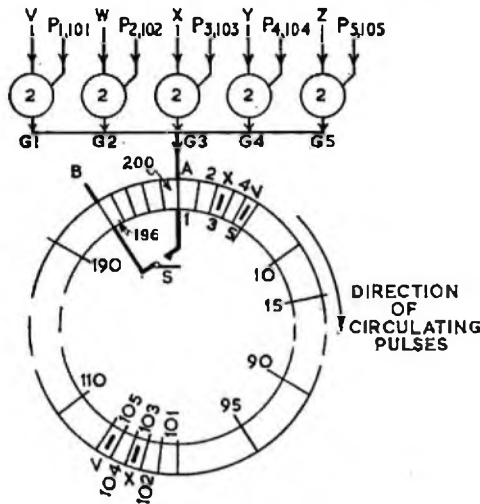 V W X Y Z
P1,101 P2,102 P3,103 P4,104 P5,105
2 2 2 2 2
G1 G2 G3 G4 G5
B 200 A 2 X 4 V
196 1 3 5
190 S 10
15
DIRECTION
OF
CIRCULATING
PULSES
90
110 95
V 105 103 101
104 X 102